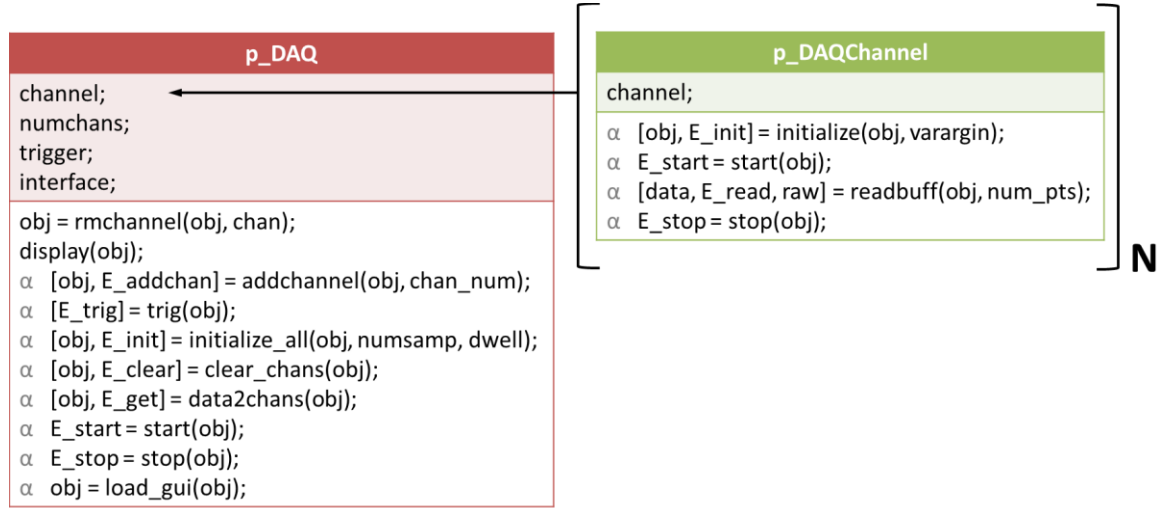 p_DAQ
channel;
numchans;
trigger;
interface;
obj = rmchannel(obj, chan);
display(obj);
α [obj, E_addchan] = addchannel(obj, chan_num);
α [E_trig] = trig(obj);
α [obj, E_init] = initialize_all(obj, numsamp, dwell);
α [obj, E_clear] = clear_chans(obj);
α [obj, E_get] = data2chans(obj);
α E_start = start(obj);
α E_stop = stop(obj);
α obj = load_gui(obj);
p_DAQChannel
channel;
α [obj, E_init] = initialize(obj, varargin);
α E_start = start(obj);
α [data, E_read, raw] = readbuff(obj, num_pts);
α E_stop = stop(obj);
N